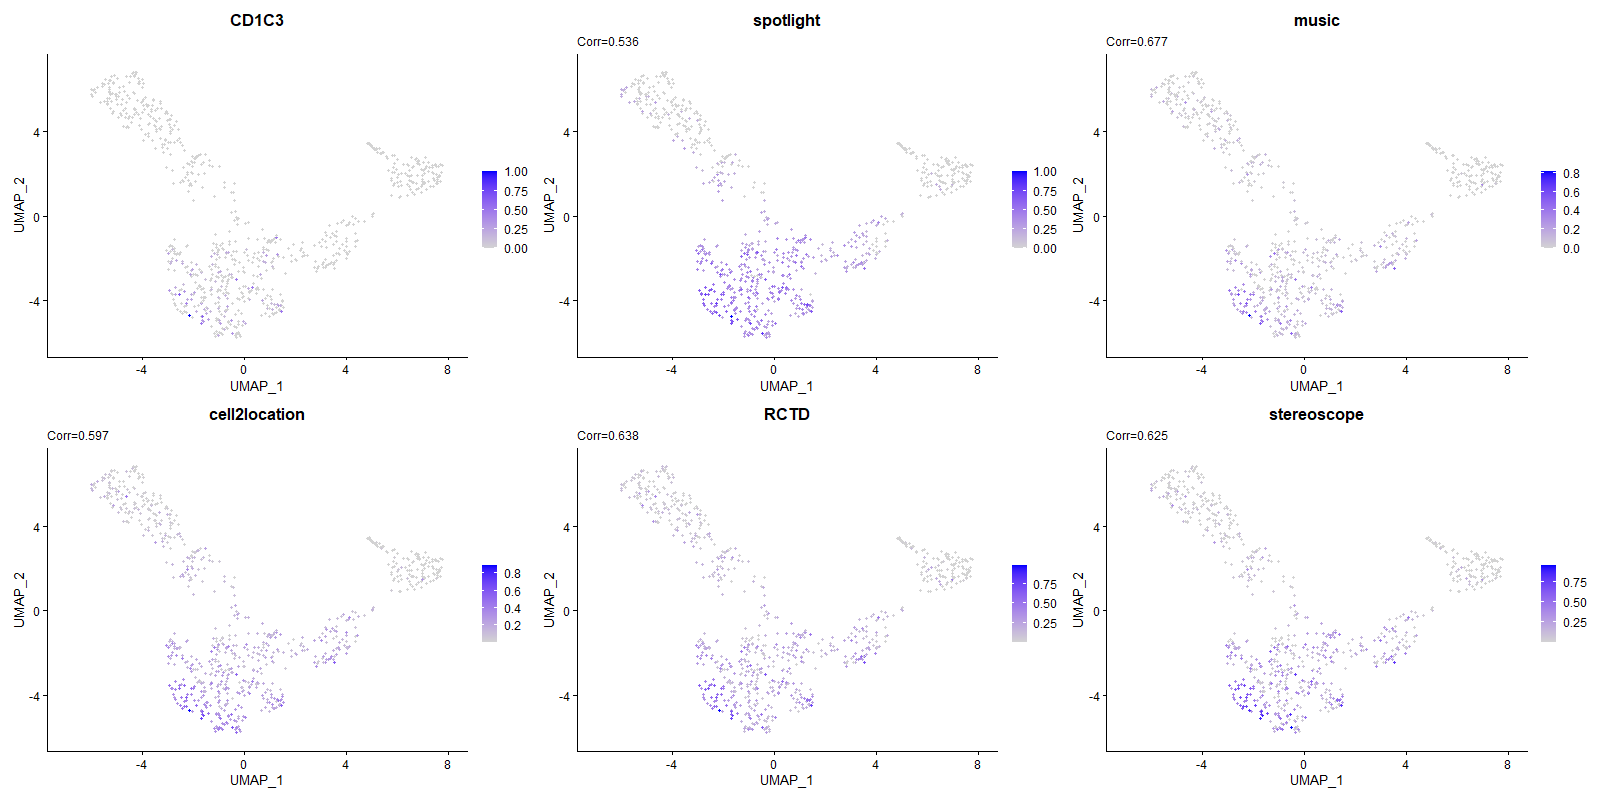 CD1C3
4
0
-4
-4
0
4
8
UMAP_2
UMAP_1
1.00
0.75
0.50
0.25
0.00
spotlight
Corr=0.536
4
0
-4
-4
0
4
8
UMAP_2
UMAP_1
1.00
0.75
0.50
0.25
0.00
music
Corr=0.677
4
0
-4
-4
0
4
8
UMAP_2
UMAP_1
0.8
0.6
0.4
0.2
0.0
cell2location
Corr=0.597
4
0
-4
-4
0
4
8
UMAP_2
UMAP_1
0.8
0.6
0.4
0.2
RCTD
Corr=0.638
4
0
-4
-4
0
4
8
UMAP_2
UMAP_1
0.75
0.50
0.25
stereoscope
Corr=0.625
4
0
-4
-4
0
4
8
UMAP_2
UMAP_1
0.75
0.50
0.25